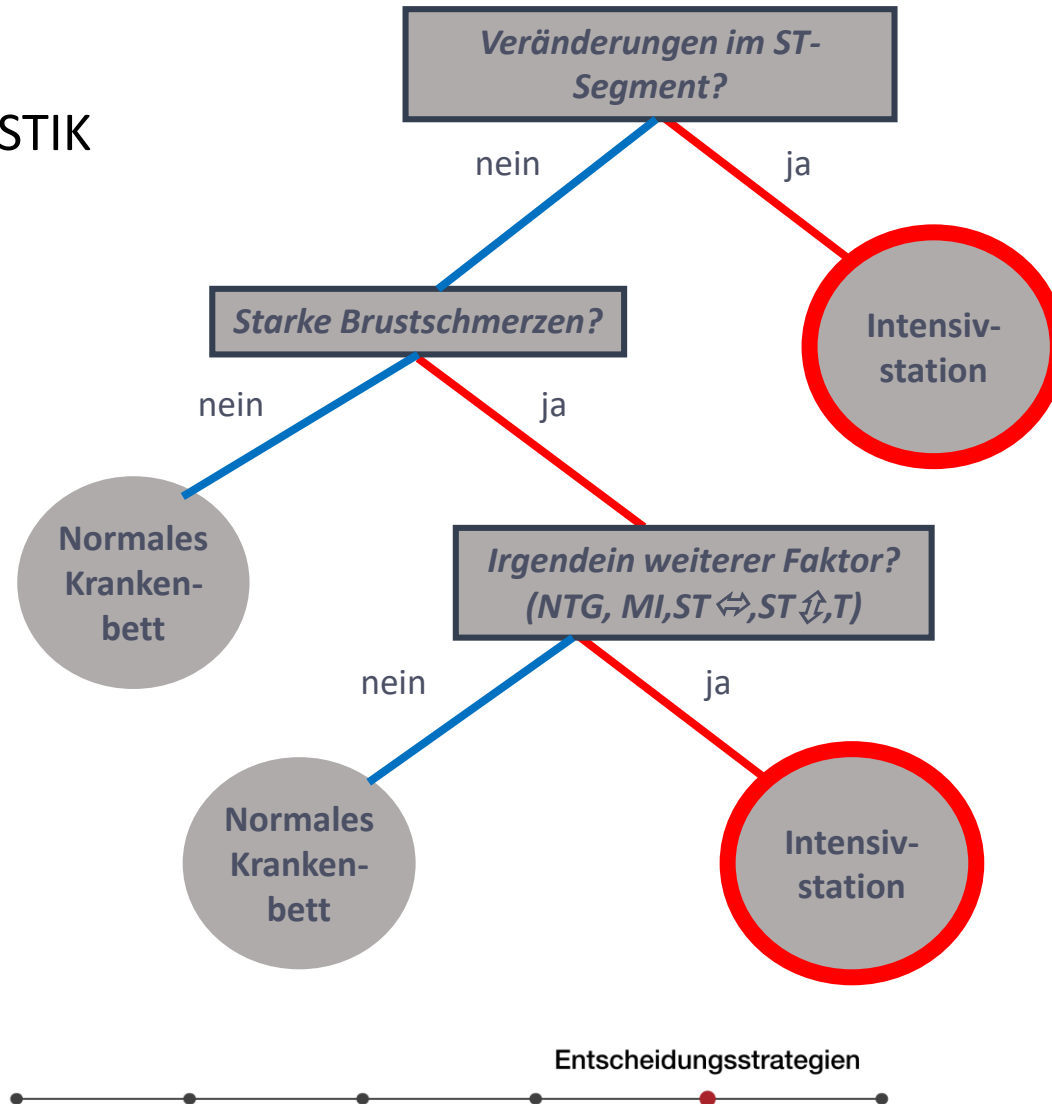 Veränderungen im ST-
Segment?
STIK
nein
ja
Intensiv-
station
Starke Brustschmerzen?
nein
ja
Normales
Kranken-
bett
Irgendein weiterer Faktor?
(NTG, MI,ST ⬄,ST ⇳,T)
nein
ja
Normales
Kranken-
bett
Intensiv-
station
Entscheidungsstrategien